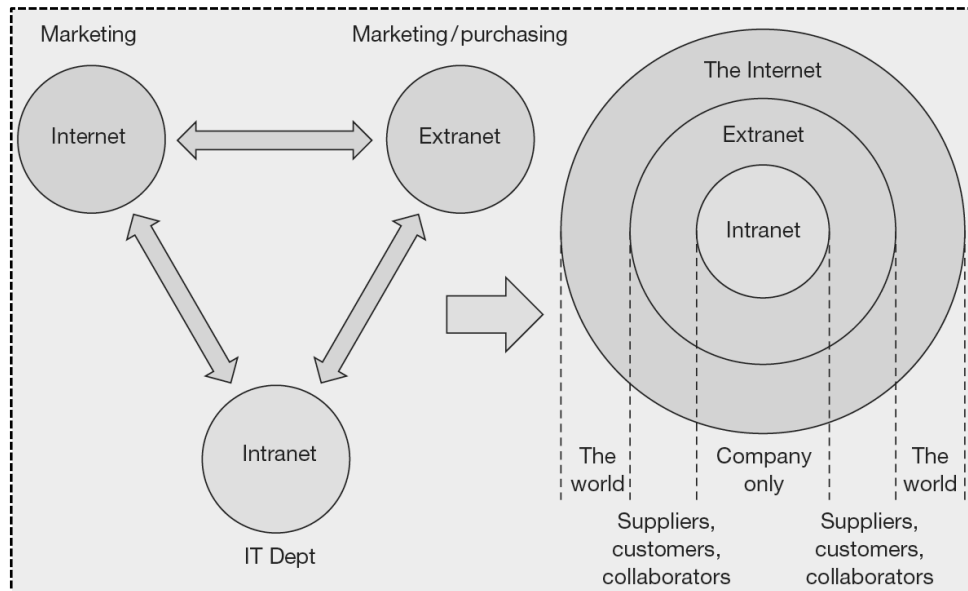 Marketing
Marketing/purchasing
Internet
Extranet
Intranet
IT Dept
The Internet
Extranet
Intranet
The
world
Company
only
The
world
Suppliers,
customers,
collaborators
Suppliers,
customers,
collaborators